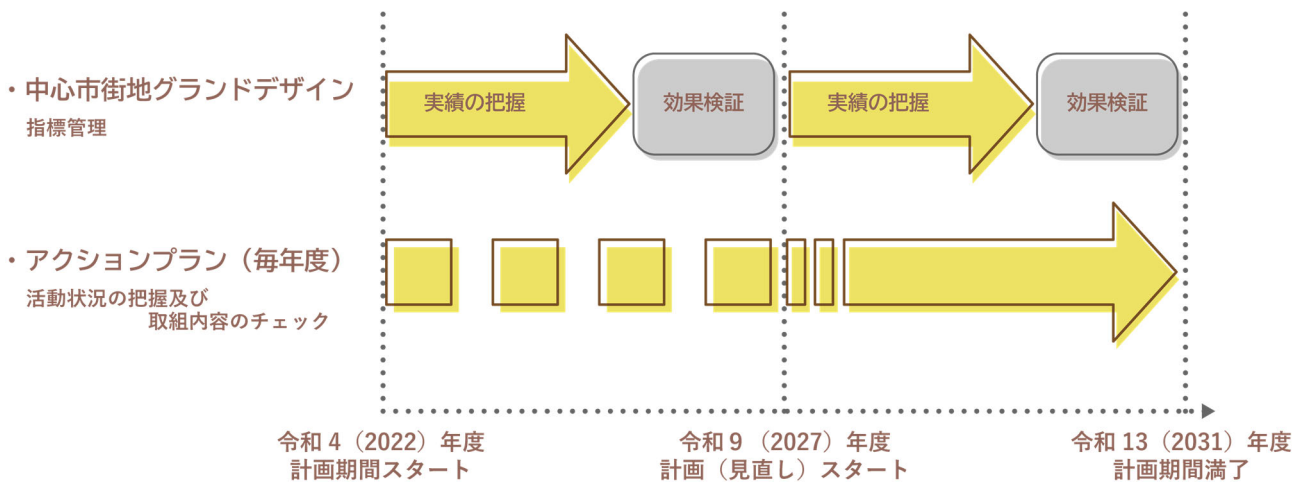 ・中心市街地グランドデザイン
指標管理
実績の把握
効果検証
実績の把握
効果検証
・アクションプラン（毎年度）
活動状況の把握及び
取組内容のチェック
令和 4（2022）年度
計画期間スタート
令和 9（2027）年度
計画（見直し）スタート
令和 13（2031）年度
計画期間満了